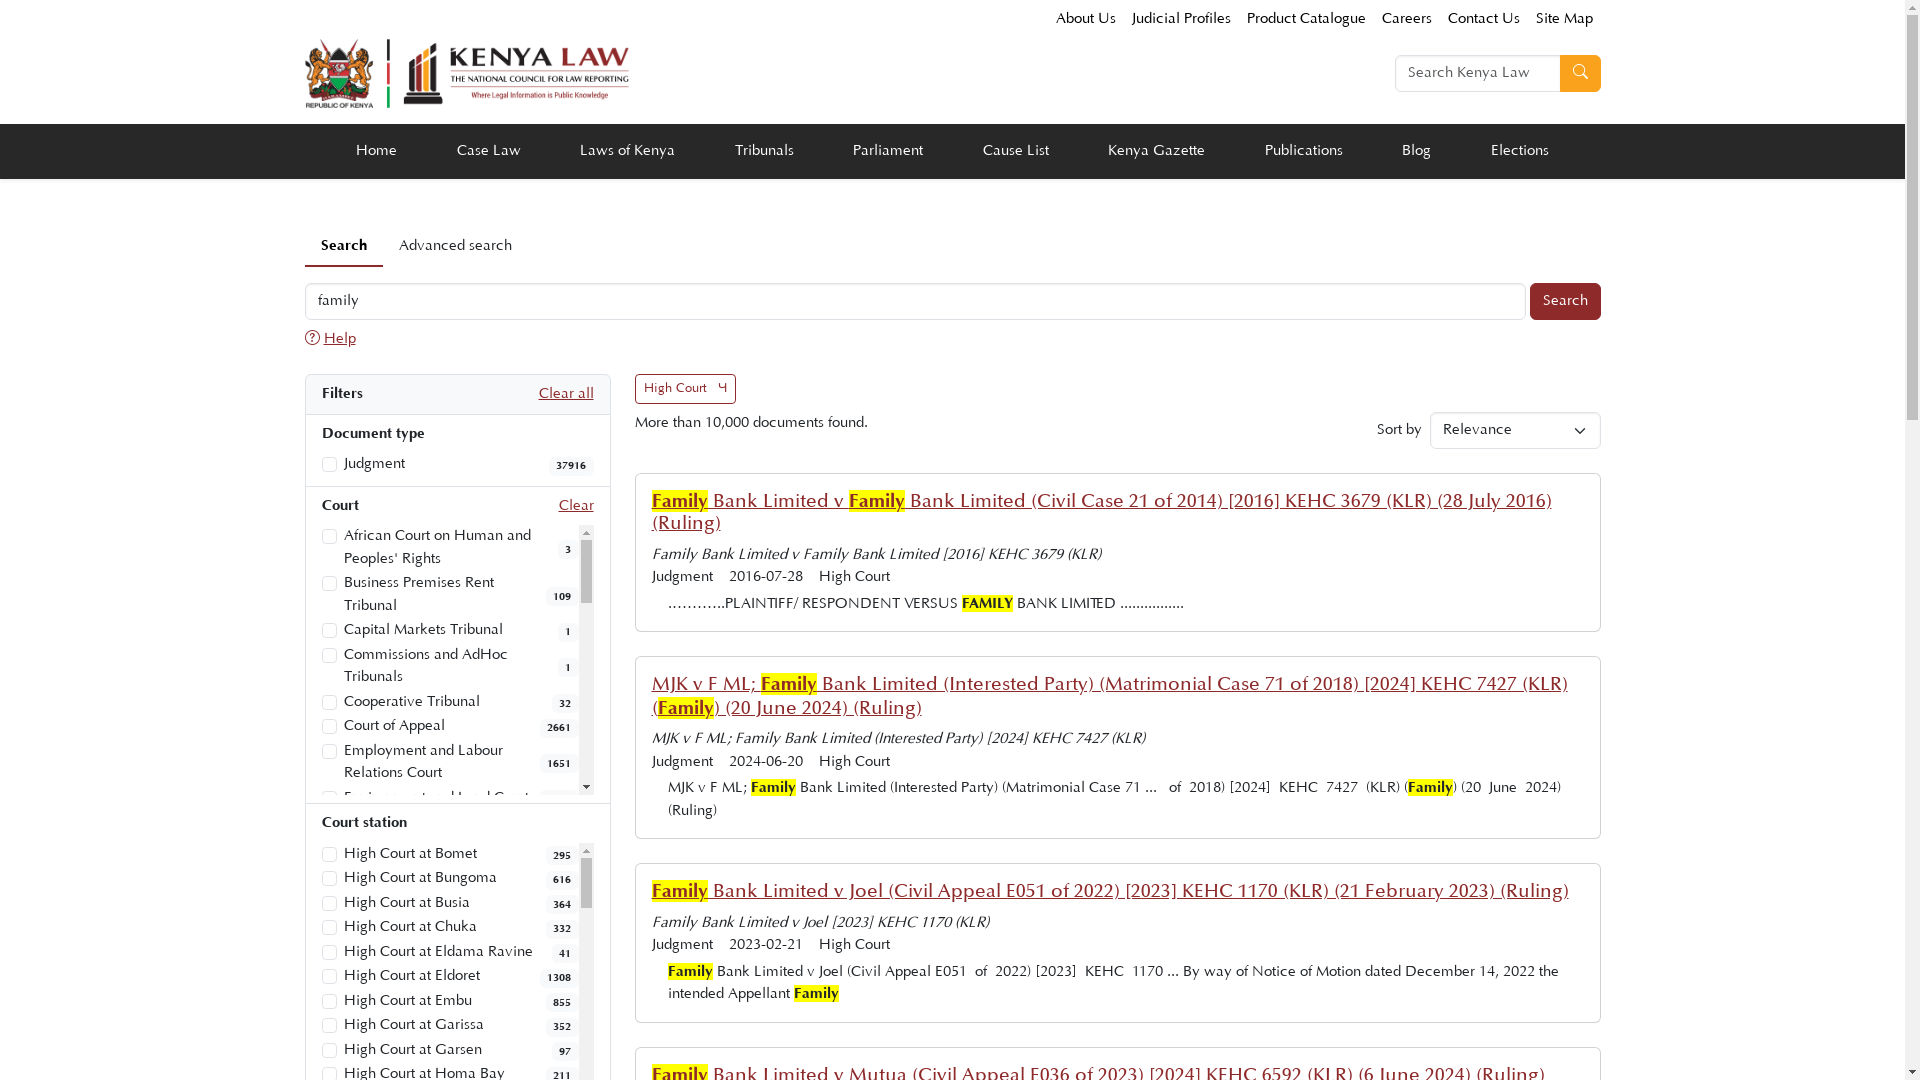 About Us Judicial Profiles Product Catalogue Careers Contact Us Site Map
REPUBLIC OF KENYA
KENYA LAW
THE NATIONAL COUNCIL FOR LAW REPORTING
Where Legal Information is Public Knowledge
Search Kenya Law
Home Case Law Laws of Kenya Tribunals Parliament Cause List Kenya Gazette Publications Blog Elections
Search Advanced search
family Search
Help
Filters Clear all
Document type
Judgment 37916
Court Clear
African Court on Human and
Peoples' Rights 3
Business Premises Rent
Tribunal 109
Capital Markets Tribunal 1
Commissions and AdHoc
Tribunals 1
Cooperative Tribunal 32
Court of Appeal 2661
Employment and Labour
Relations Court 1651
Court station
High Court at Bomet 295
High Court at Bungoma 616
High Court at Busia 364
High Court at Chuka 332
High Court at Eldama Ravine 41
High Court at Eldoret 1308
High Court at Embu 855
High Court at Garissa 352
High Court at Garsen 97
High Court at Homa Bay 211
High Court
More than 10,000 documents found.
Sort by Relevance
Family Bank Limited v Family Bank Limited (Civil Case 21 of 2014) [2016] KEHC 3679 (KLR) (28 July 2016)
(Ruling)
Family Bank Limited v Family Bank Limited [2016] KEHC 3679 (KLR)
Judgment 2016-07-28 High Court
…………..PLAINTIFF/ RESPONDENT VERSUS FAMILY BANK LIMITED ................
MJK v F ML; Family Bank Limited (Interested Party) (Matrimonial Case 71 of 2018) [2024] KEHC 7427 (KLR)
(Family) (20 June 2024) (Ruling)
MJK v F ML; Family Bank Limited (Interested Party) [2024] KEHC 7427 (KLR)
Judgment 2024-06-20 High Court
MJK v F ML; Family Bank Limited (Interested Party) (Matrimonial Case 71 ... of 2018) [2024] KEHC 7427 (KLR) (Family) (20 June 2024)
(Ruling)
Family Bank Limited v Joel (Civil Appeal E051 of 2022) [2023] KEHC 1170 (KLR) (21 February 2023) (Ruling)
Family Bank Limited v Joel [2023] KEHC 1170 (KLR)
Judgment 2023-02-21 High Court
Family Bank Limited v Joel (Civil Appeal E051 of 2022) [2023] KEHC 1170 ... By way of Notice of Motion dated December 14, 2022 the
intended Appellant Family
Family Bank Limited v Mutua (Civil Appeal E036 of 2023) [2024] KEHC 6592 (KLR) (6 June 2024) (Ruling)